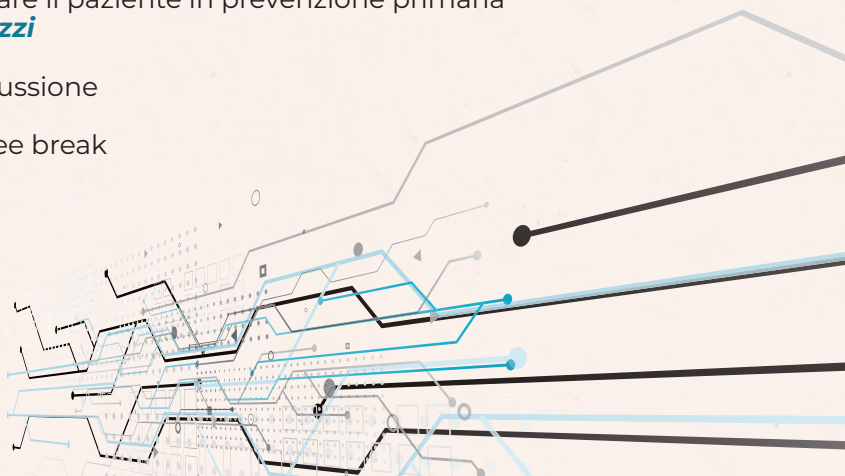 are il paziente in prevenzione primaria
zzi
ussione
ee break